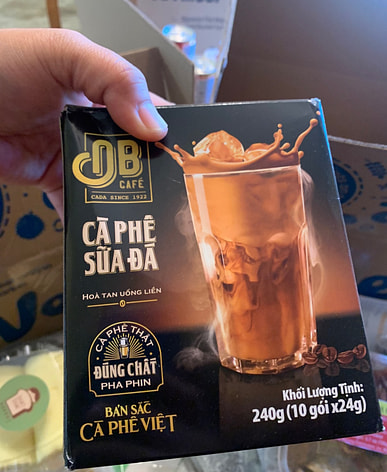 DB
CAFÉ
CADA SINCE 1922
CÀ PHÊ
SỮA ĐÁ
HOÀ TAN UỐNG LIỀN
CÀ PHÊ THẬT
ĐÚNG CHẤT
PHA PHIN
BẢN SẮC
CÀ PHÊ VIỆT
Khối Lượng Tịnh:
240g (10 gói x24g)